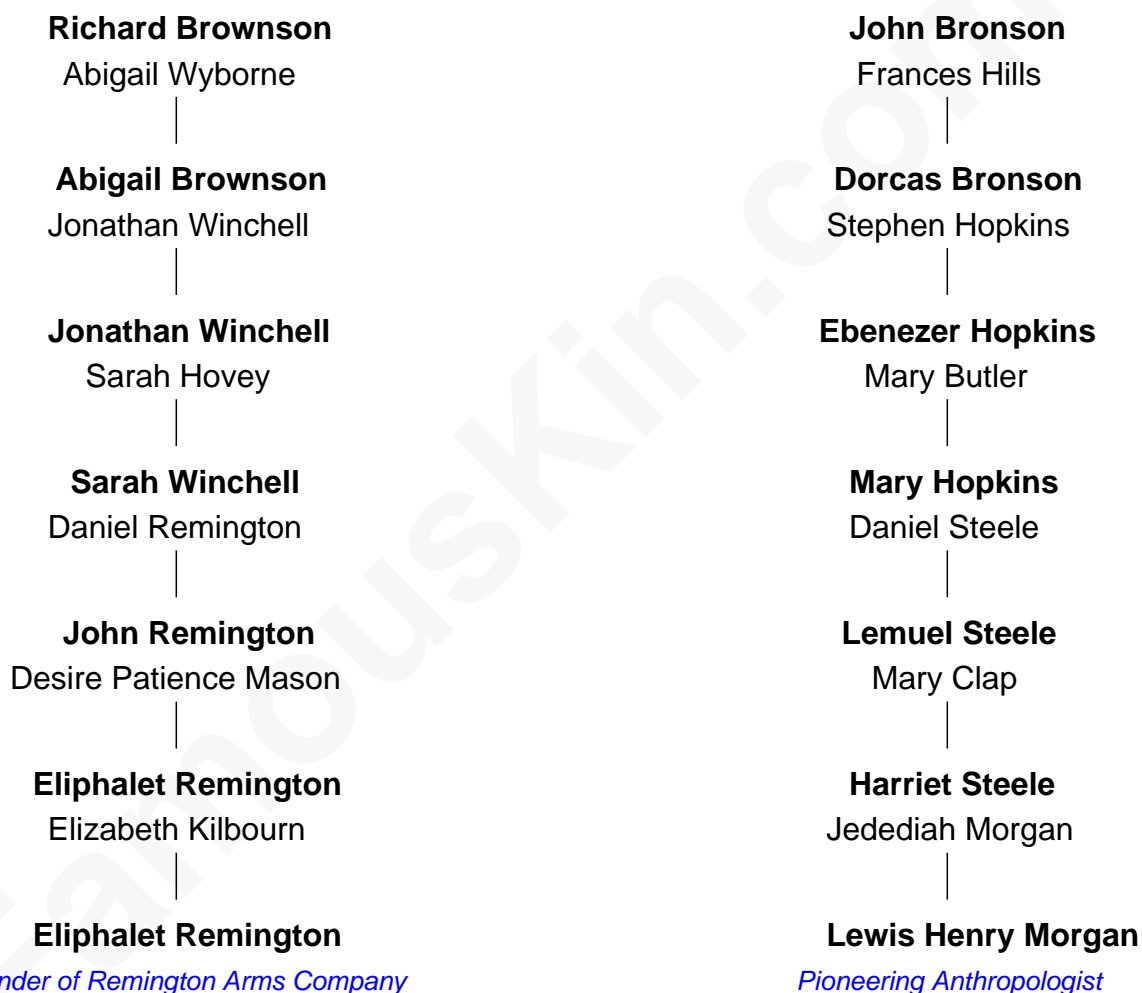 Richard Brownson
Abigail Wyborne
Abigail Brownson
Jonathan Winchell
Jonathan Winchell
Sarah Hovey
Sarah Winchell
Daniel Remington
John Remington
Desire Patience Mason
Eliphalet Remington
Elizabeth Kilbourn
Eliphalet Remington
nder of Remington Arms Company
John Bronson
Frances Hills
Dorcas Bronson
Stephen Hopkins
Ebenezer Hopkins
Mary Butler
Mary Hopkins
Daniel Steele
Lemuel Steele
Mary Clap
Harriet Steele
Jedediah Morgan
Lewis Henry Morgan
Pioneering Anthropologist
FamousKin.com